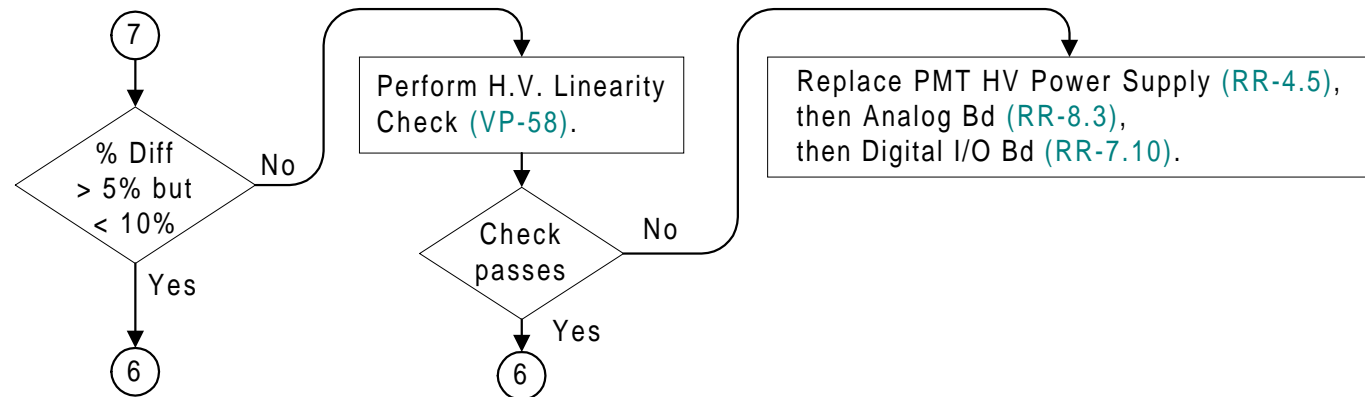 7
% Diff
> 5% but
< 10%
No
Yes
6
Perform H.V. Linearity
Check (VP-58).
Check
passes
No
Yes
6
Replace PMT HV Power Supply (RR-4.5),
then Analog Bd (RR-8.3),
then Digital I/O Bd (RR-7.10).